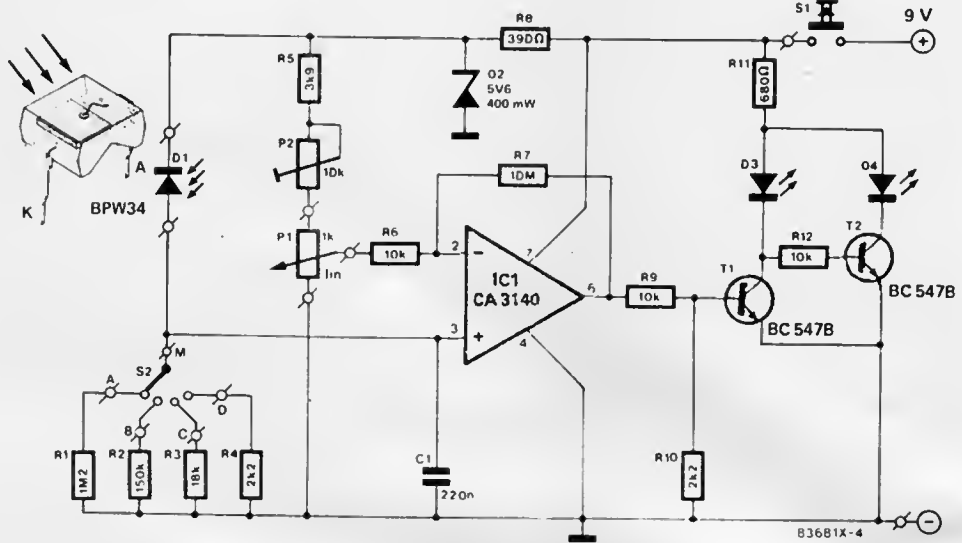 S1
9 V
+
R8
390Ω
R5
3k9
D2
5V6
400 mW
R11
680Ω
A
D1
K
BPW34
P2
10k
R7
10M
D3
D4
P1
1k
lin
R6
10k
2
-
7
IC1
CA 3140
6
3
+
4
R9
10k
R12
10k
T1
T2
BC 547B
BC 547B
M
S2
A
D
B
C
R1
1M2
R2
150k
R3
18k
R4
2k2
C1
220n
R10
2k2
83681X-4
-